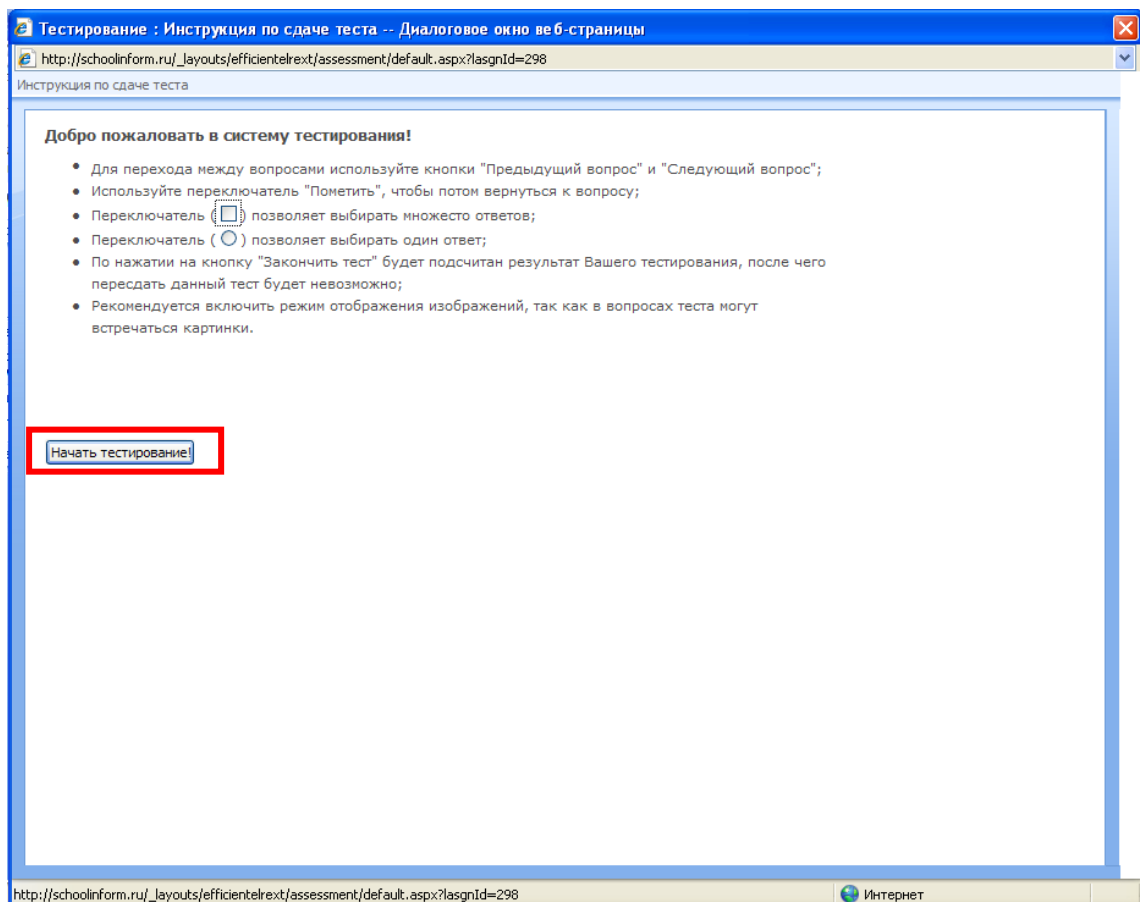 Тестирование : Инструкция по сдаче теста -- Диалоговое окно веб-страницы
http://schoolinform.ru/_layouts/efficientelrext/assessment/default.aspx?lasgnId=298
Инструкция по сдаче теста
Добро пожаловать в систему тестирования!
Для перехода между вопросами используйте кнопки "Предыдущий вопрос" и "Следующий вопрос";
Используйте переключатель "Пометить", чтобы потом вернуться к вопросу;
Переключатель ( ) позволяет выбирать множесто ответов;
Переключатель ( ) позволяет выбирать один ответ;
По нажатии на кнопку "Закончить тест" будет подсчитан результат Вашего тестирования, после чего
пересдать данный тест будет невозможно;
Рекомендуется включить режим отображения изображений, так как в вопросах теста могут
встречаться картинки.
Начать тестирование!
http://schoolinform.ru/_layouts/efficientelrext/assessment/default.aspx?lasgnId=298
Интернет